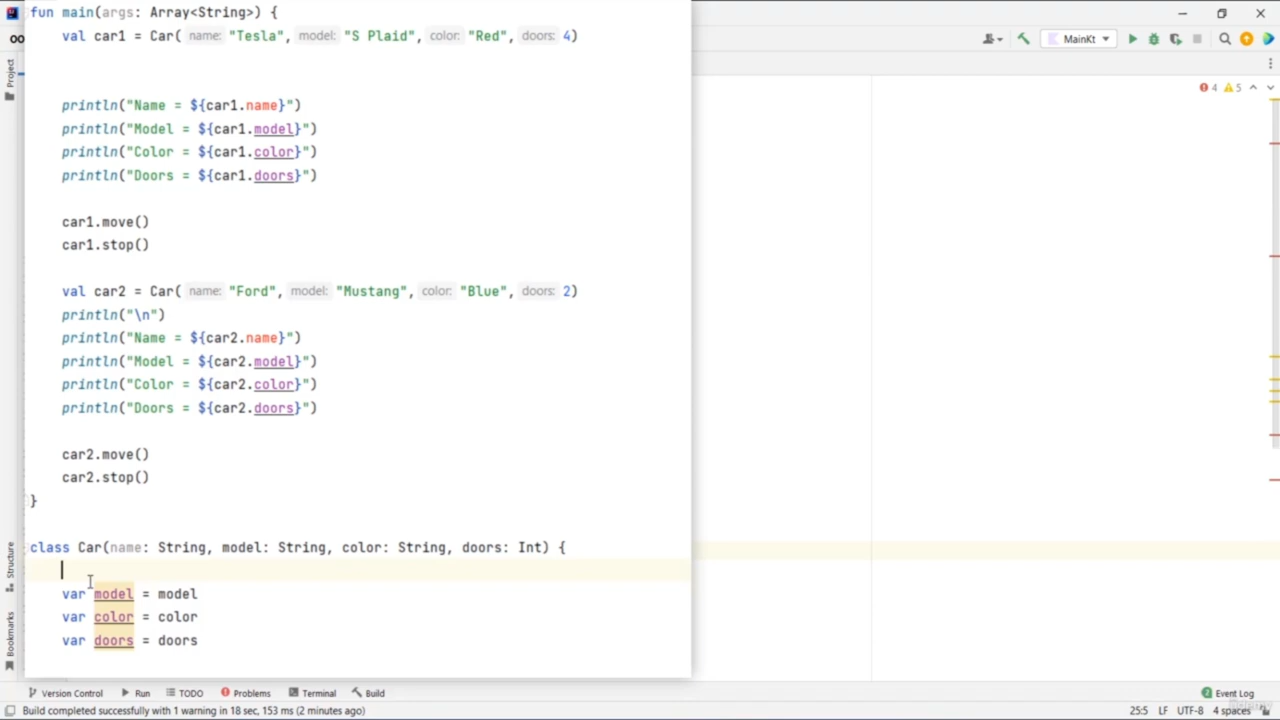 fun main(args: Array<String>) {
val car1 = Car( name: "Tesla", model: "S Plaid", color: "Red", doors: 4)
println("Name = ${car1.name}")
println("Model = ${car1.model}")
println("Color = ${car1.color}")
println("Doors = ${car1.doors}")
car1.move()
car1.stop()
val car2 = Car( name: "Ford", model: "Mustang", color: "Blue", doors: 2)
println("\n")
println("Name = ${car2.name}")
println("Model = ${car2.model}")
println("Color = ${car2.color}")
println("Doors = ${car2.doors}")
car2.move()
car2.stop()
}
class Car(name: String, model: String, color: String, doors: Int) {
var model = model
var color = color
var doors = doors
MainKt
4 5
Project
Structure
Bookmarks
Version Control Run TODO Problems Terminal Build Event Log
Build completed successfully with 1 warning in 18 sec, 153 ms (2 minutes ago) 25:5 LF UTF-8 4 spaces